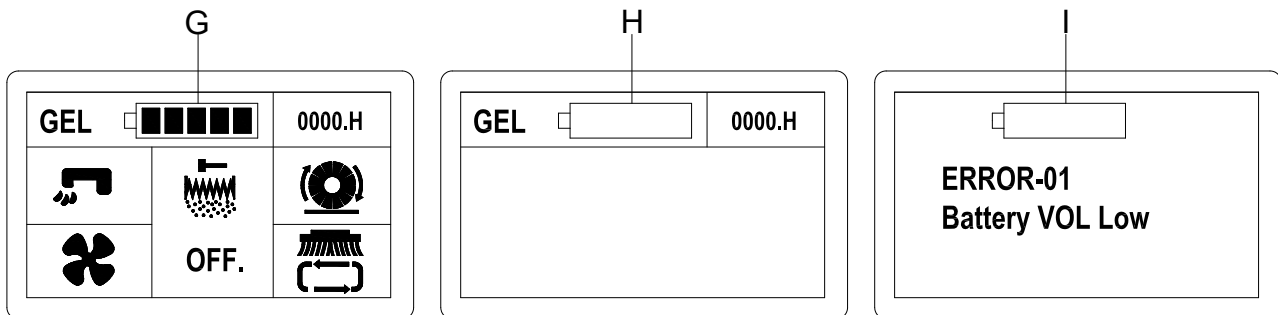 G
H
I
GEL
0000.H
OFF.
GEL
0000.H
ERROR-01
Battery VOL Low